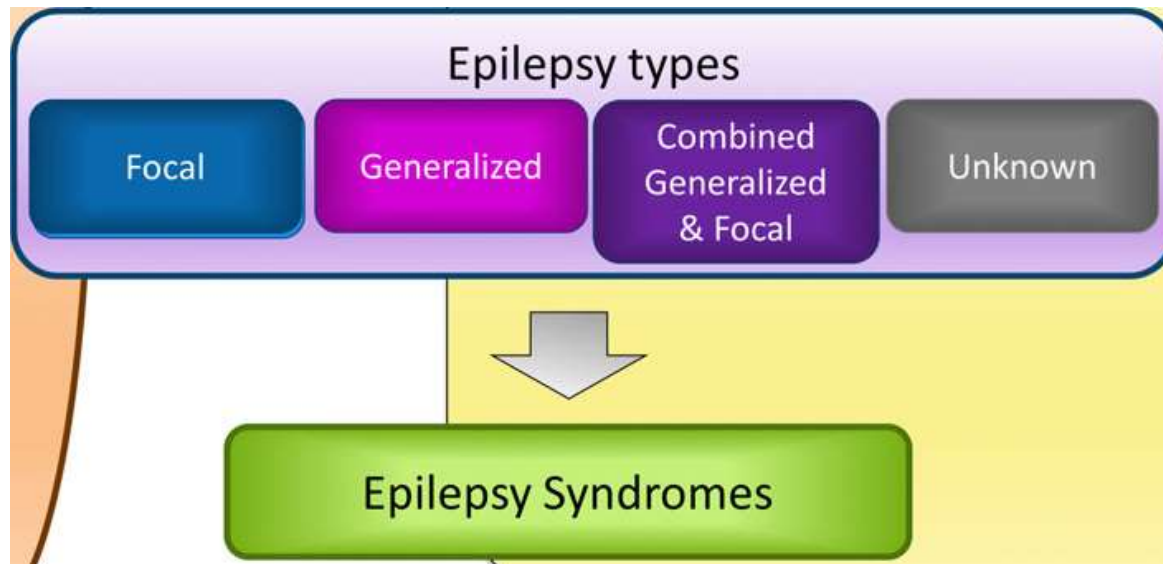 Epilepsy types
Focal
Generalized
Combined
Generalized
& Focal
Unknown
Epilepsy Syndromes